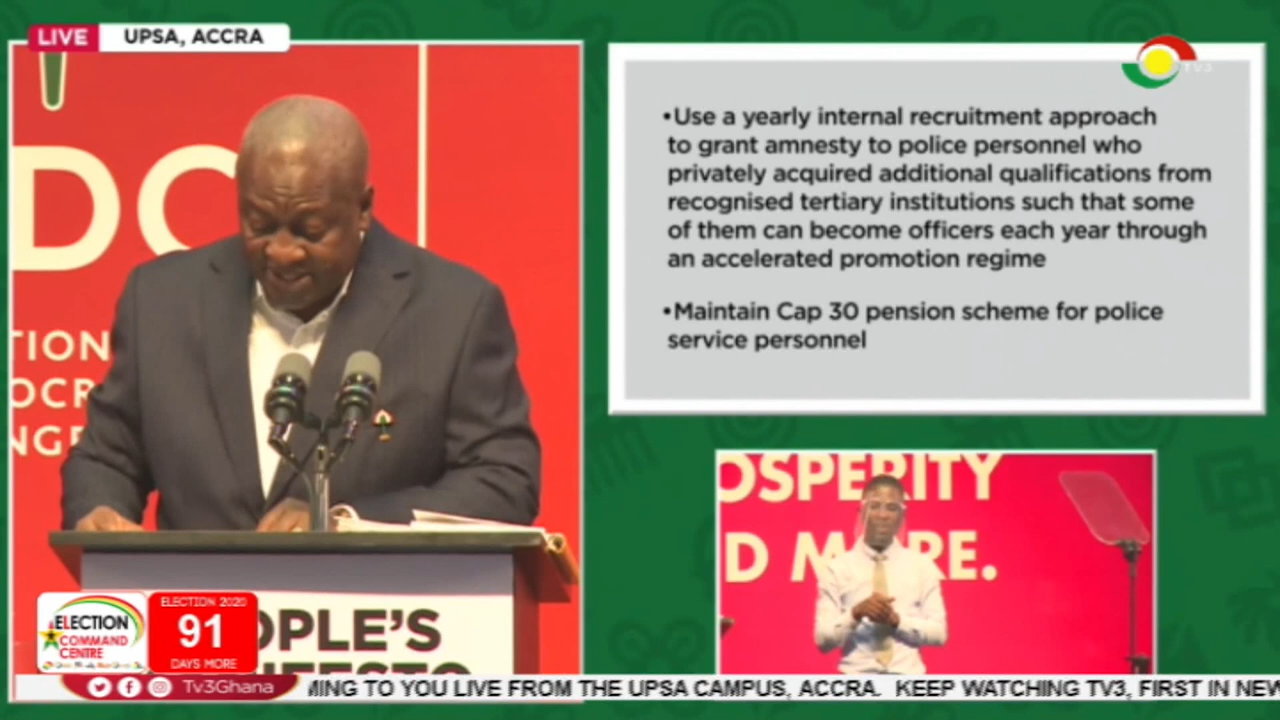 LIVE
UPSA, ACCRA
TV3
•Use a yearly internal recruitment approach
to grant amnesty to police personnel who
privately acquired additional qualifications from
recognised tertiary institutions such that some
of them can become officers each year through
an accelerated promotion regime
•Maintain Cap 30 pension scheme for police
service personnel
DC
TION
OCR
NGE
OSPERITY
D M RE.
OPLE'S
IFESTO
ELECTION
COMMAND
CENTRE
ELECTION 2020
91
DAYS MORE
Tv3Ghana
MING TO YOU LIVE FROM THE UPSA CAMPUS, ACCRA. KEEP WATCHING TV3, FIRST IN NEW